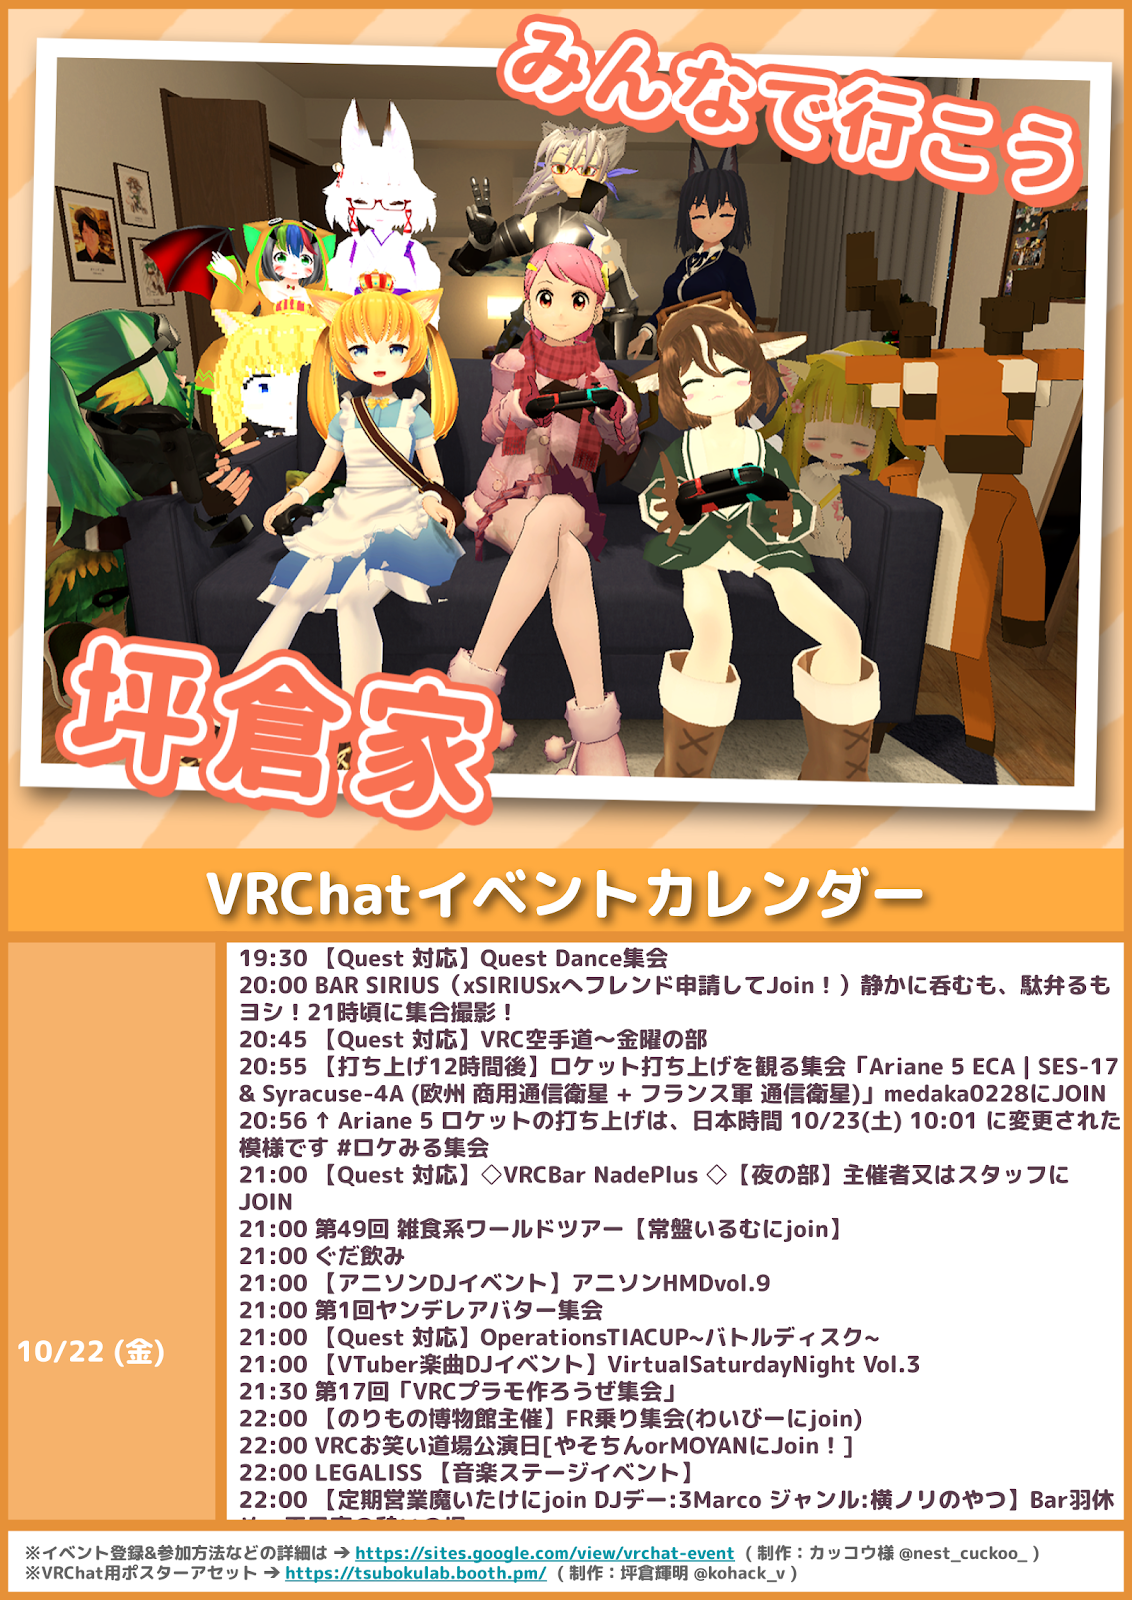 みんなで行こう
坪倉家
VRChatイベントカレンダー
10/22 (金)
19:30 【Quest 対応】Quest Dance集会
20:00 BAR SIRIUS（xSIRIUSxへフレンド申請してJoin！）静かに呑むも、駄弁るも
ヨシ！21時頃に集合撮影！
20:45 【Quest 対応】VRC空手道～金曜の部
20:55 【打ち上げ12時間後】ロケット打ち上げを観る集会「Ariane 5 ECA | SES-17
& Syracuse-4A (欧州 商用通信衛星 + フランス軍 通信衛星)」medaka0228にJOIN
20:56 ↑ Ariane 5 ロケットの打ち上げは、日本時間 10/23(土) 10:01 に変更された
模様です #ロケみる集会
21:00 【Quest 対応】◇VRCBar NadePlus ◇【夜の部】主催者又はスタッフに
JOIN
21:00 第49回 雑食系ワールドツアー【常盤いるむにjoin】
21:00 ぐだ飲み
21:00 【アニソンDJイベント】アニソンHMDvol.9
21:00 第1回ヤンデレアバター集会
21:00 【Quest 対応】OperationsTIACUP~バトルディスク~
21:00 【VTuber楽曲DJイベント】VirtualSaturdayNight Vol.3
21:30 第17回「VRCプラモ作ろうぜ集会」
22:00 【のりもの博物館主催】FR乗り集会(わいびーにjoin)
22:00 VRCお笑い道場公演日[やそちんorMOYANにJoin！]
22:00 LEGALISS 【音楽ステージイベント】
22:00 【定期営業魔いたけにjoin DJデー:3Marco ジャンル:横ノリのやつ】Bar羽休
※イベント登録&参加方法などの詳細は → https://sites.google.com/view/vrchat-event （ 制作：カッコウ様 @nest_cuckoo_ ）
※VRChat用ポスターアセット → https://tsubokulab.booth.pm/ （ 制作：坪倉輝明 @kohack_v ）